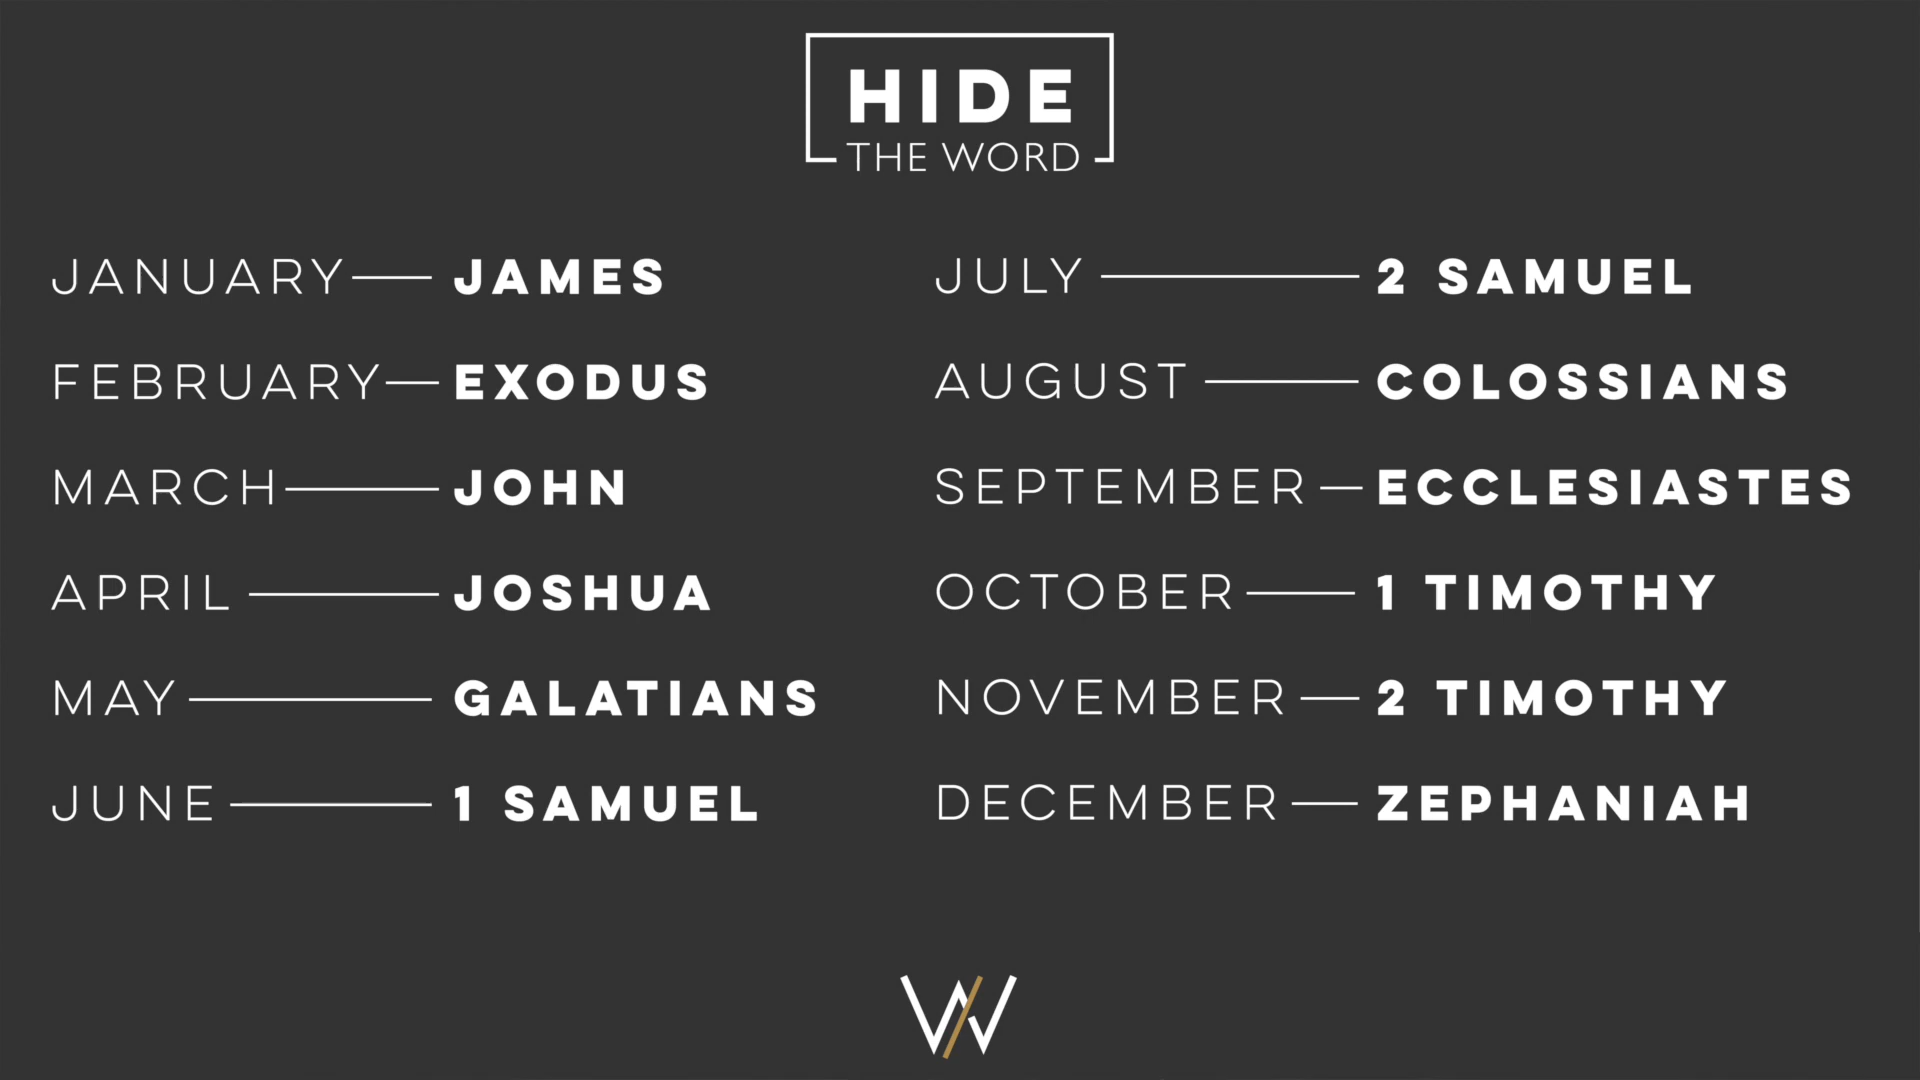 HIDE
THE WORD
JANUARY — JAMES
FEBRUARY — EXODUS
MARCH — JOHN
APRIL — JOSHUA
MAY — GALATIANS
JUNE — 1 SAMUEL
JULY — 2 SAMUEL
AUGUST — COLOSSIANS
SEPTEMBER — ECCLESIASTES
OCTOBER — 1 TIMOTHY
NOVEMBER — 2 TIMOTHY
DECEMBER — ZEPHANIAH
W